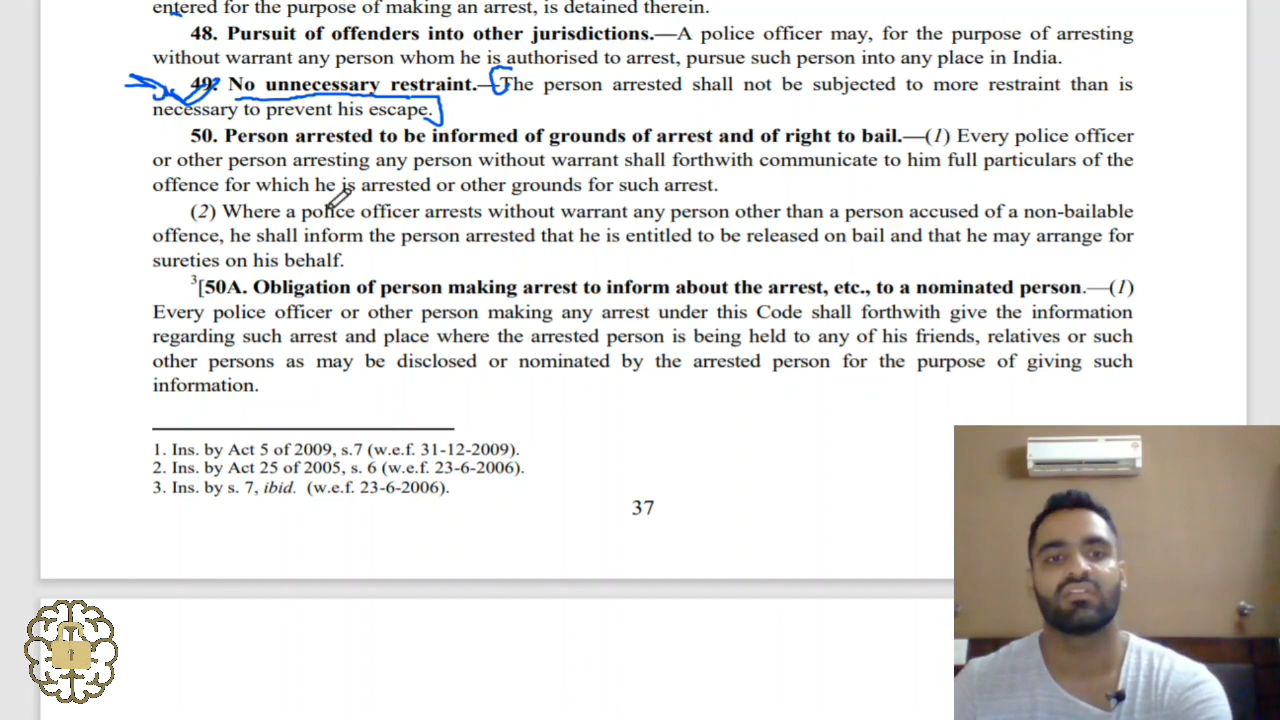 entered for the purpose of making an arrest, is detained therein.
48. Pursuit of offenders into other jurisdictions.—A police officer may, for the purpose of arresting
without warrant any person whom he is authorised to arrest, pursue such person into any place in India.
49. No unnecessary restraint.—The person arrested shall not be subjected to more restraint than is
necessary to prevent his escape.
50. Person arrested to be informed of grounds of arrest and of right to bail.—(1) Every police officer
or other person arresting any person without warrant shall forthwith communicate to him full particulars of the
offence for which he is arrested or other grounds for such arrest.
(2) Where a police officer arrests without warrant any person other than a person accused of a non-bailable
offence, he shall inform the person arrested that he is entitled to be released on bail and that he may arrange for
sureties on his behalf.
3[50A. Obligation of person making arrest to inform about the arrest, etc., to a nominated person.—(1)
Every police officer or other person making any arrest under this Code shall forthwith give the information
regarding such arrest and place where the arrested person is being held to any of his friends, relatives or such
other persons as may be disclosed or nominated by the arrested person for the purpose of giving such
information.
1. Ins. by Act 5 of 2009, s.7 (w.e.f. 31-12-2009).
2. Ins. by Act 25 of 2005, s. 6 (w.e.f. 23-6-2006).
3. Ins. by s. 7, ibid. (w.e.f. 23-6-2006).
37